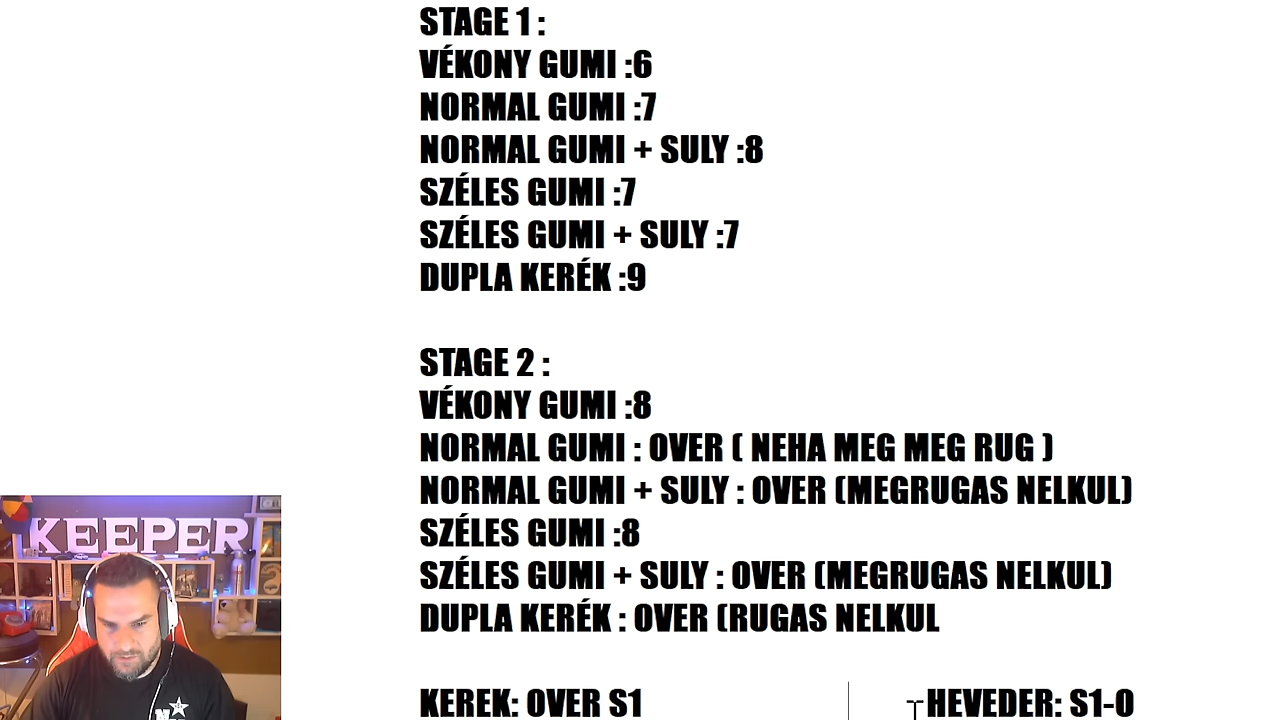 STAGE 1 :
VÉKONY GUMI :6
NORMAL GUMI :7
NORMAL GUMI + SULY :8
SZÉLES GUMI :7
SZÉLES GUMI + SULY :7
DUPLA KERÉK :9
STAGE 2 :
VÉKONY GUMI :8
NORMAL GUMI : OVER ( NEHA MEG MEG RUG )
NORMAL GUMI + SULY : OVER (MEGRUGAS NELKUL)
SZÉLES GUMI :8
SZÉLES GUMI + SULY : OVER (MEGRUGAS NELKUL)
DUPLA KERÉK : OVER (RUGAS NELKUL
KEREK: OVER S1 HEVEDER: S1-0
KEEPER